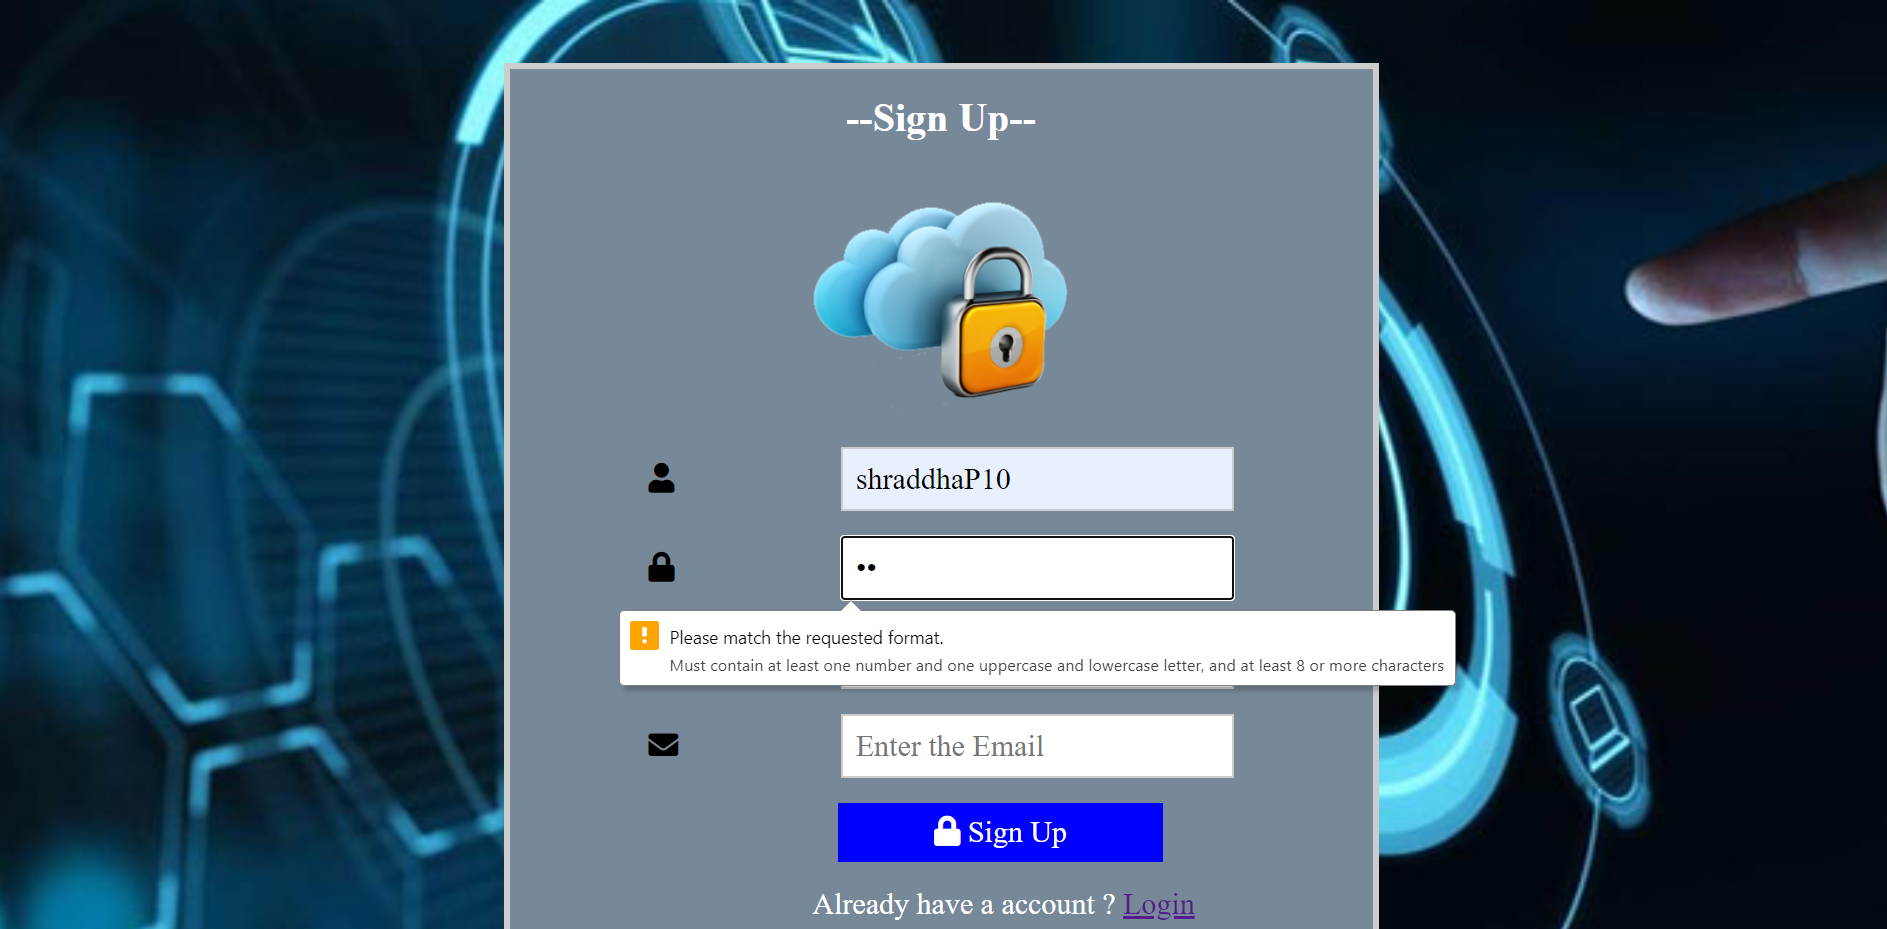 --Sign Up--
shraddhaP10
••
Please match the requested format.
Must contain at least one number and one uppercase and lowercase letter, and at least 8 or more characters
Enter the Email
Sign Up
Already have a account ? Login